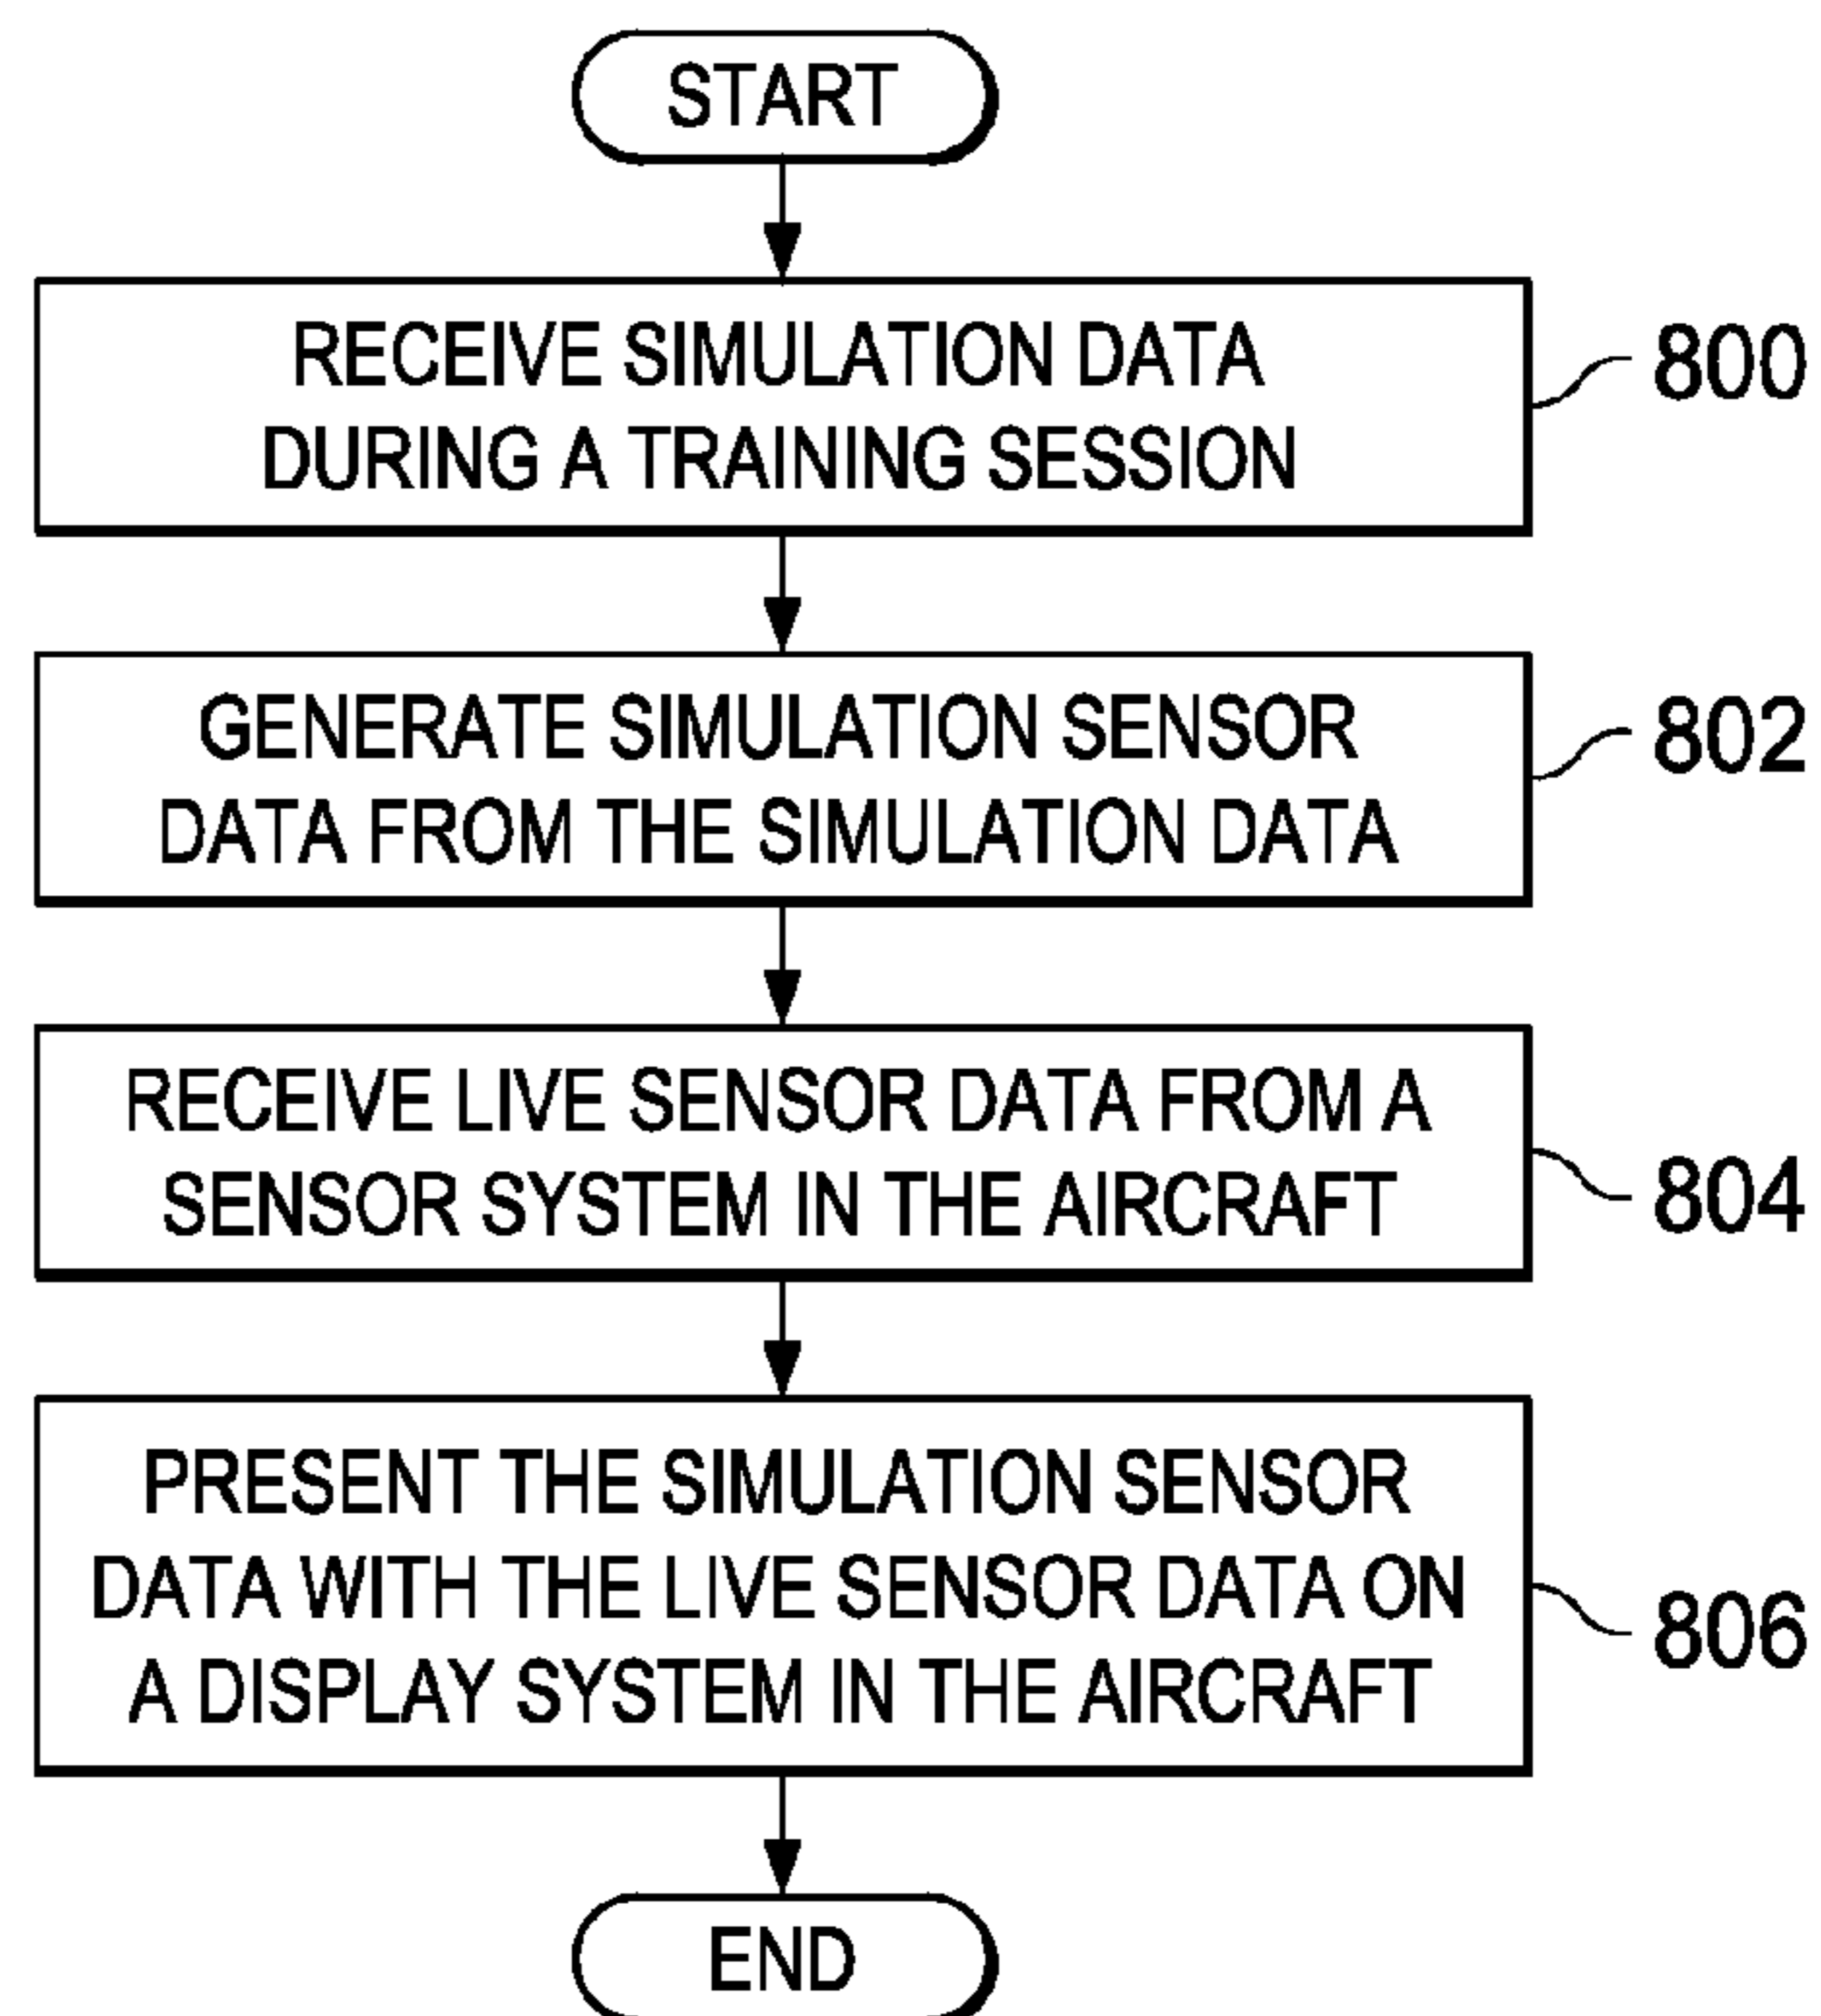 START
RECEIVE SIMULATION DATA
DURING A TRAINING SESSION
800
GENERATE SIMULATION SENSOR
DATA FROM THE SIMULATION DATA
802
RECEIVE LIVE SENSOR DATA FROM A
SENSOR SYSTEM IN THE AIRCRAFT
804
PRESENT THE SIMULATION SENSOR
DATA WITH THE LIVE SENSOR DATA ON
A DISPLAY SYSTEM IN THE AIRCRAFT
806
END